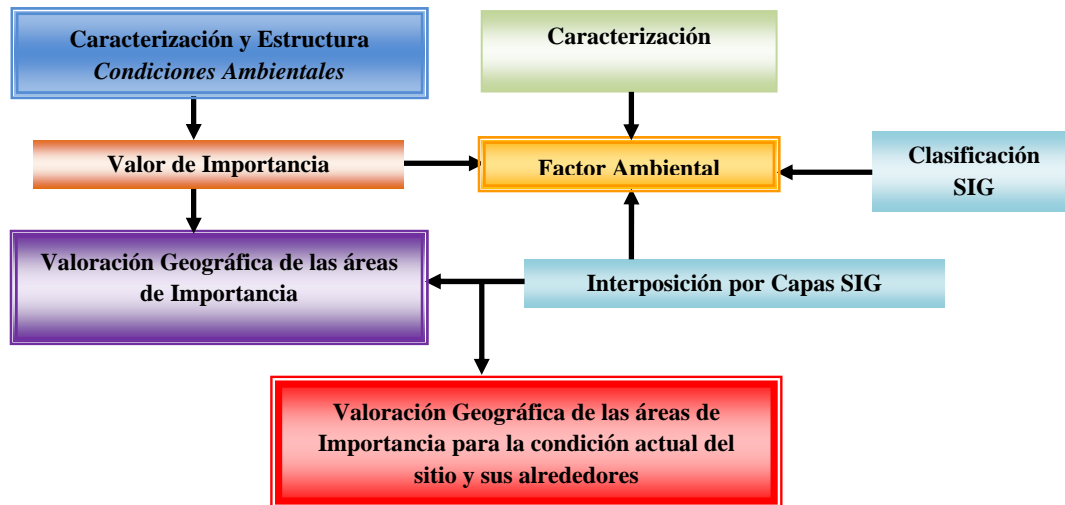 Caracterización y Estructura
Condiciones Ambientales
Caracterización
Valor de Importancia
Factor Ambiental
Clasificación
SIG
Valoración Geográfica de las áreas
de Importancia
Interposición por Capas SIG
Valoración Geográfica de las áreas de
Importancia para la condición actual del
sitio y sus alrededores